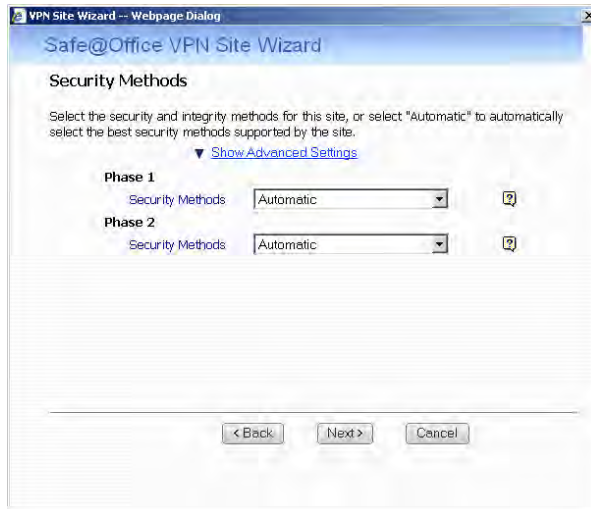 VPN Site Wizard -- Webpage Dialog
Safe@Office VPN Site Wizard
Security Methods
Select the security and integrity methods for this site, or select "Automatic" to automatically
select the best security methods supported by the site.
▼ Show Advanced Settings
Phase 1
Security Methods Automatic ?
Phase 2
Security Methods Automatic ?
< Back Next > Cancel